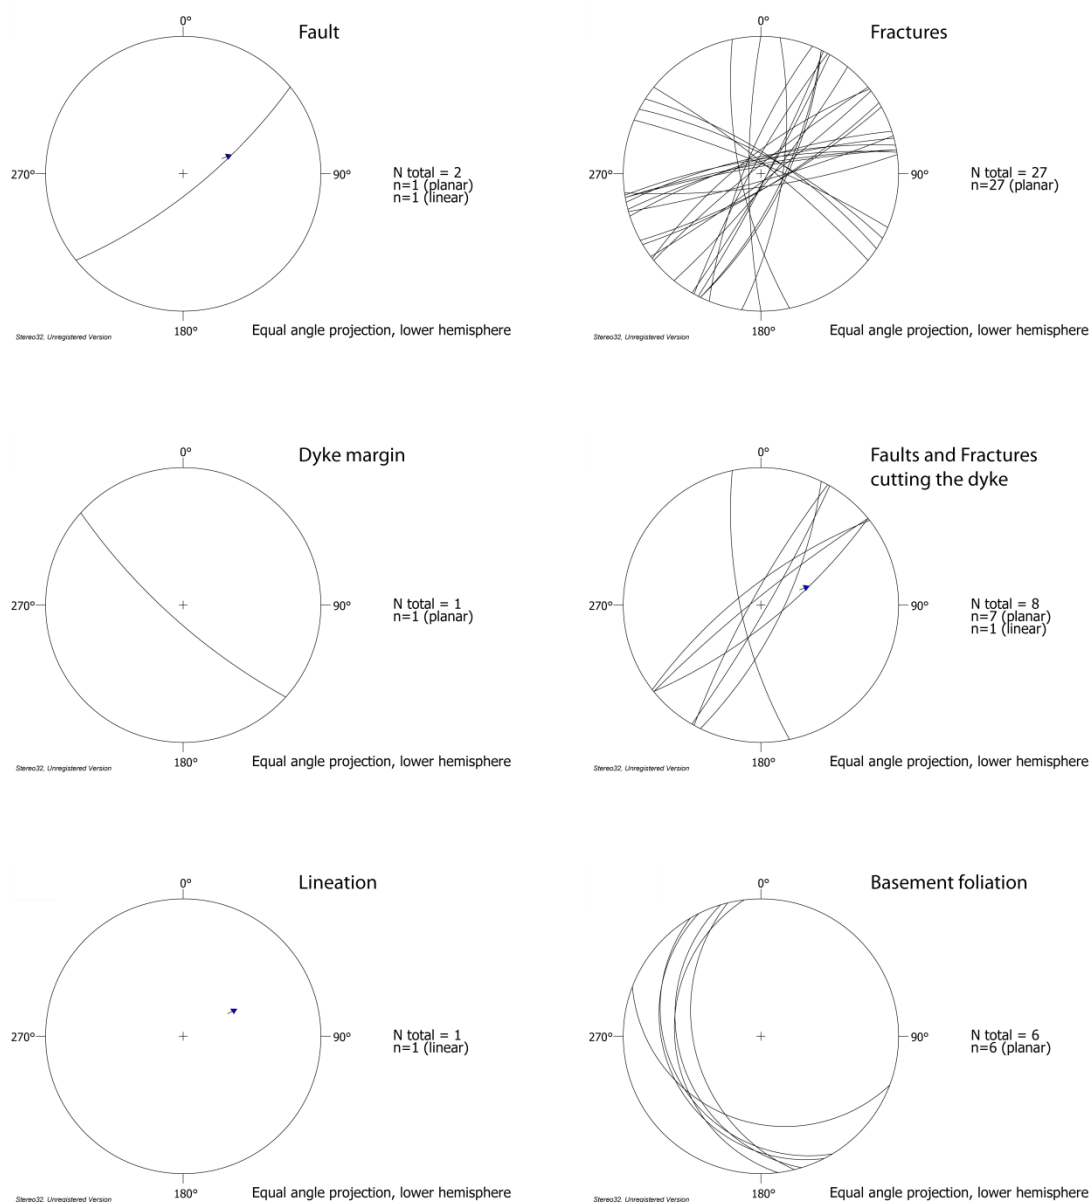 Fault
0°
270°
90°
180°
N total = 2
n=1 (planar)
n=1 (linear)
Stereo32, Unregistered Version
Equal angle projection, lower hemisphere
Fractures
0°
270°
90°
180°
N total = 27
n=27 (planar)
Stereo32, Unregistered Version
Equal angle projection, lower hemisphere
Dyke margin
0°
270°
90°
180°
N total = 1
n=1 (planar)
Stereo32, Unregistered Version
Equal angle projection, lower hemisphere
Faults and Fractures
cutting the dyke
0°
270°
90°
180°
N total = 8
n=7 (planar)
n=1 (linear)
Stereo32, Unregistered Version
Equal angle projection, lower hemisphere
Lineation
0°
270°
90°
180°
N total = 1
n=1 (linear)
Stereo32, Unregistered Version
Equal angle projection, lower hemisphere
Basement foliation
0°
270°
90°
180°
N total = 6
n=6 (planar)
Stereo32, Unregistered Version
Equal angle projection, lower hemisphere